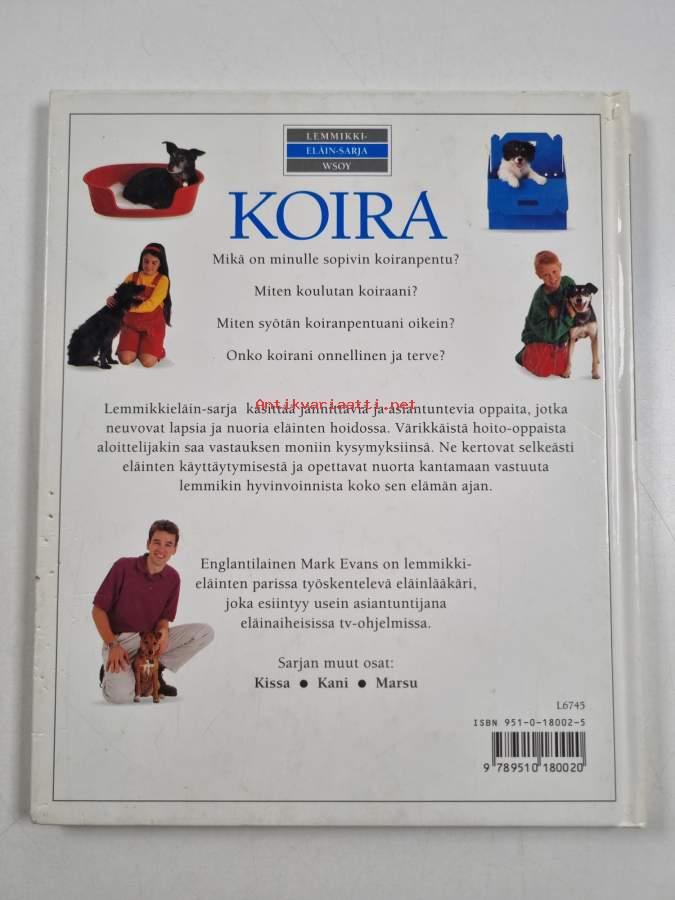 LEMMIKKI-
ELÄIN-SARJA
WSOY
KOIRA
Mikä on minulle sopivin koiranpentu?
Miten koulutan koiraani?
Miten syötän koiranpentuani oikein?
Onko koirani onnellinen ja terve?
Antikvariaatti.net
Lemmikkieläin-sarja käsittää jännittäviä ja asiantuntevia oppaita, jotka
neuvovat lapsia ja nuoria eläinten hoidossa. Värikkäistä hoito-oppaista
aloittelijakin saa vastauksen moniin kysymyksiinsä. Ne kertovat selkeästi
eläinten käyttäytymisestä ja opettavat nuorta kantamaan vastuuta
lemmikin hyvinvoinnista koko sen elämän ajan.
Englantilainen Mark Evans on lemmikki-
eläinten parissa työskentelevä eläinlääkäri,
joka esiintyy usein asiantuntijana
eläinaiheisissa tv-ohjelmissa.
Sarjan muut osat:
Kissa ● Kani ● Marsu
L6745
ISBN 951-0-18002-5
9 789510 180020